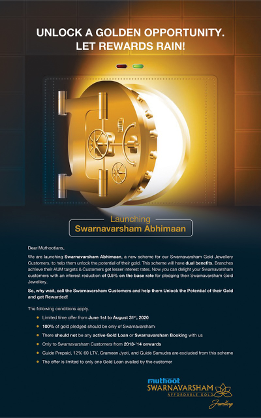 UNLOCK A GOLDEN OPPORTUNITY.
LET REWARDS RAIN!
Launching
Swarnavarsham Abhimaan
Dear Muthootians,
We are launching Swarnavarsham Abhimaan, a new scheme for our Swarnavarsham Gold Jewellery
Customers, to help them unlock the potential of their gold. This scheme will have dual benefits. Branches
achieve their AUM targets & Customers get lesser interest rates. Now you can delight your Swarnavarsham
customers with an interest reduction of 0.5% on the base rate for pledging their Swarnavarsham Gold
Jewellery.
So, why wait, call the Swarnavarsham Customers and help them Unlock the Potential of their Gold
and get Rewarded!
The following conditions apply.
Limited time offer from June 1st to August 25th, 2020
100% of gold pledged should be only of Swarnavarsham
There should not be any active Gold Loan or Swarnavarsham Booking with us
Only to Swarnavarsham Customers from 2013-14 onwards
Guide Prepaid, 12% 60 LTV, Grameen Jyoti, and Guide Samudra are excluded from this scheme
The offer is limited to only one Gold Loan availed by the customer
muthoot
SWARNAVARSHAM
AFFORDABLE GOLD
Jewellery